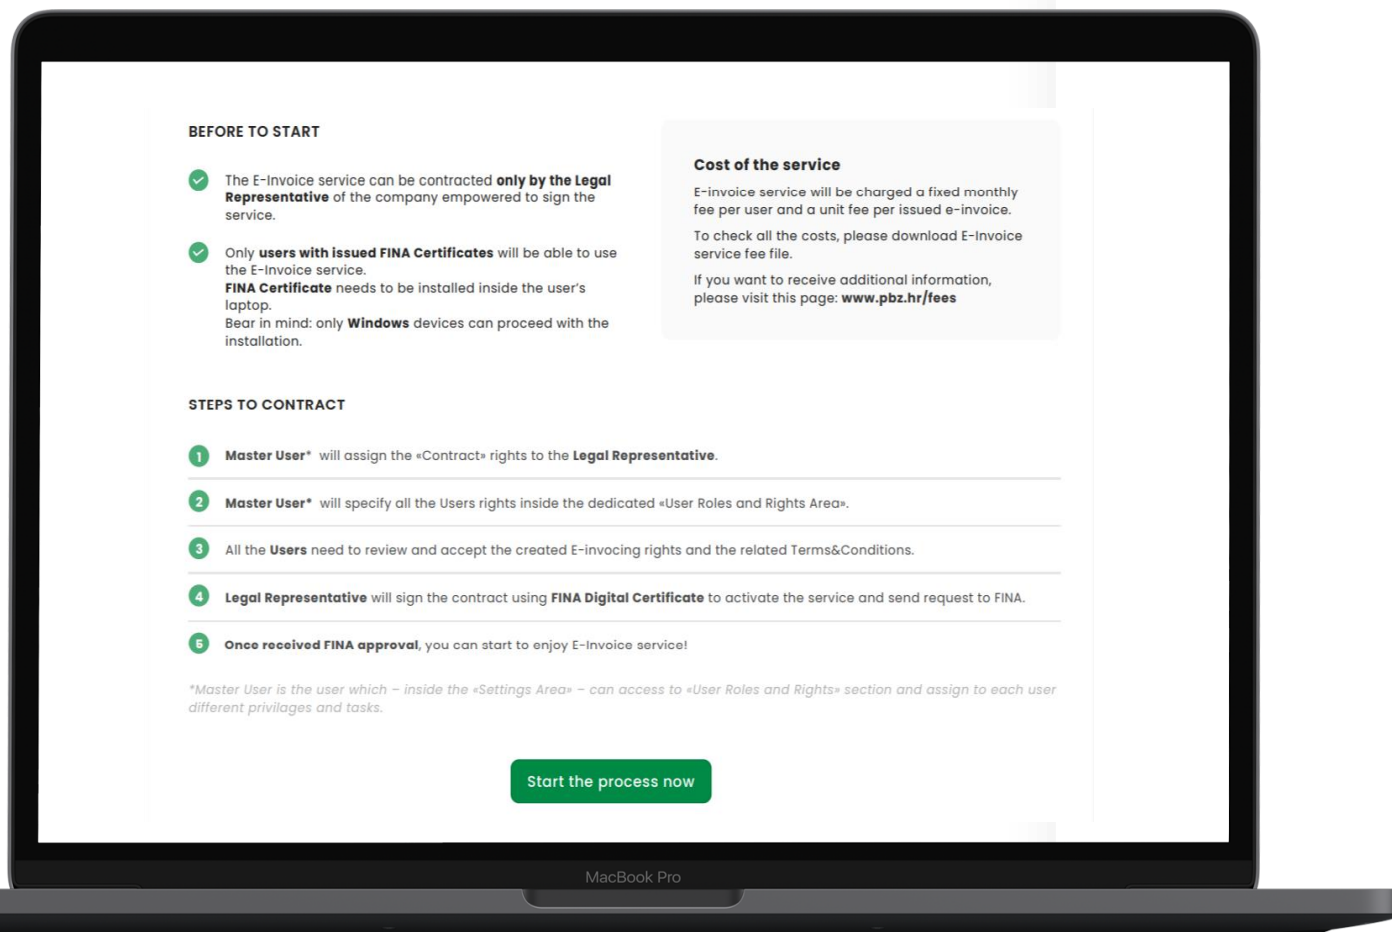 BEFORE TO START
The E-Invoice service can be contracted only by the Legal
Representative of the company empowered to sign the
service.
Only users with issued FINA Certificates will be able to use
the E-Invoice service.
FINA Certificate needs to be installed inside the user's
laptop.
Bear in mind: only Windows devices can proceed with the
installation.
Cost of the service
E-invoice service will be charged a fixed monthly
fee per user and a unit fee per issued e-invoice.
To check all the costs, please download E-Invoice
service fee file.
If you want to receive additional information,
please visit this page: www.pbz.hr/fees
STEPS TO CONTRACT
1 Master User* will assign the «Contract» rights to the Legal Representative.
2 Master User* will specify all the Users rights inside the dedicated «User Roles and Rights Area».
3 All the Users need to review and accept the created E-invocing rights and the related Terms&Conditions.
4 Legal Representative will sign the contract using FINA Digital Certificate to activate the service and send request to FINA.
5 Once received FINA approval, you can start to enjoy E-Invoice service!
*Master User is the user which – inside the «Settings Area» – can access to «User Roles and Rights» section and assign to each user
different privilages and tasks.
Start the process now
MacBook Pro